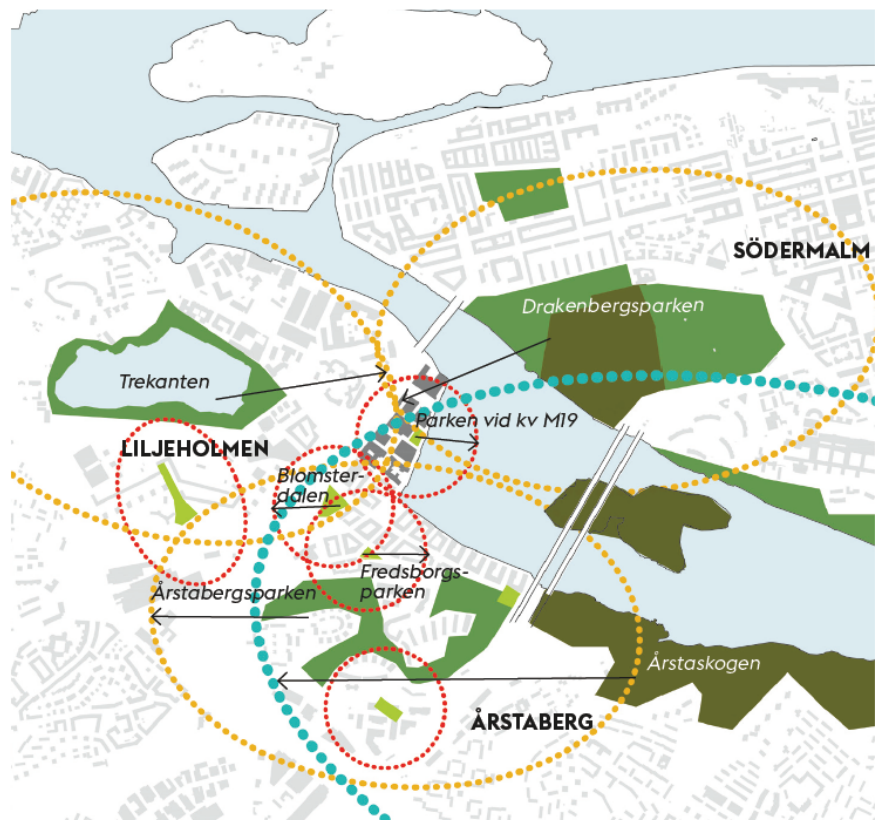 SÖDERMALM
Drakenbergsparken
Trekanten
Parken vid kv M19
LILJEHOLMEN
Blomster-
dalen
Fredsborgs-
parken
Årstabergsparken
Årstaskogen
ÅRSTABERG